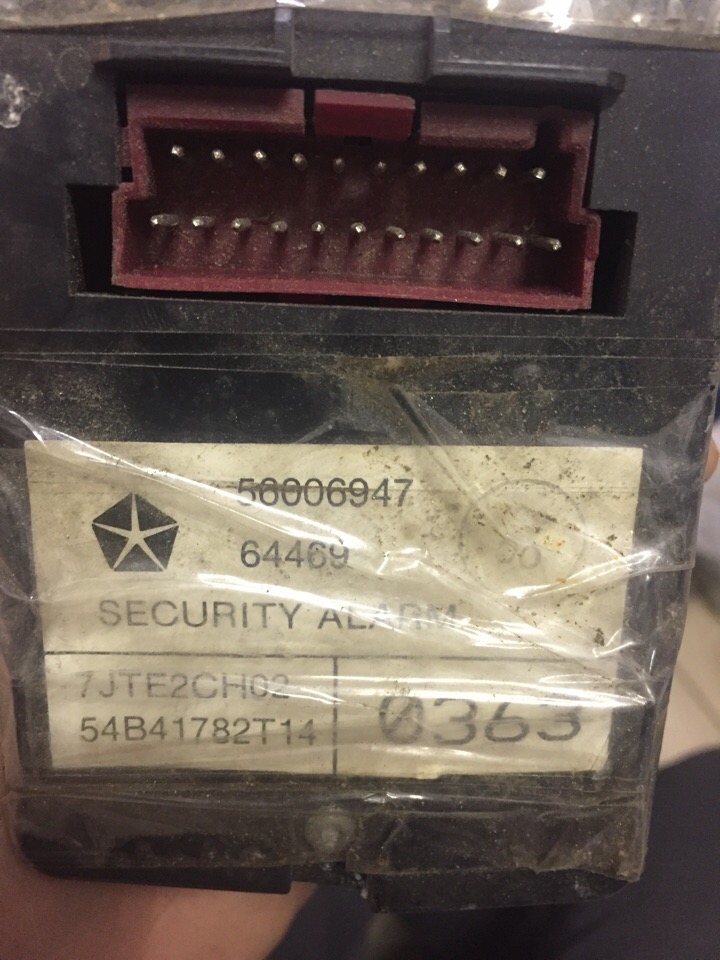 56006947
64469
SECURITY ALARM
7JTE2CH02
54B41782T14
0363